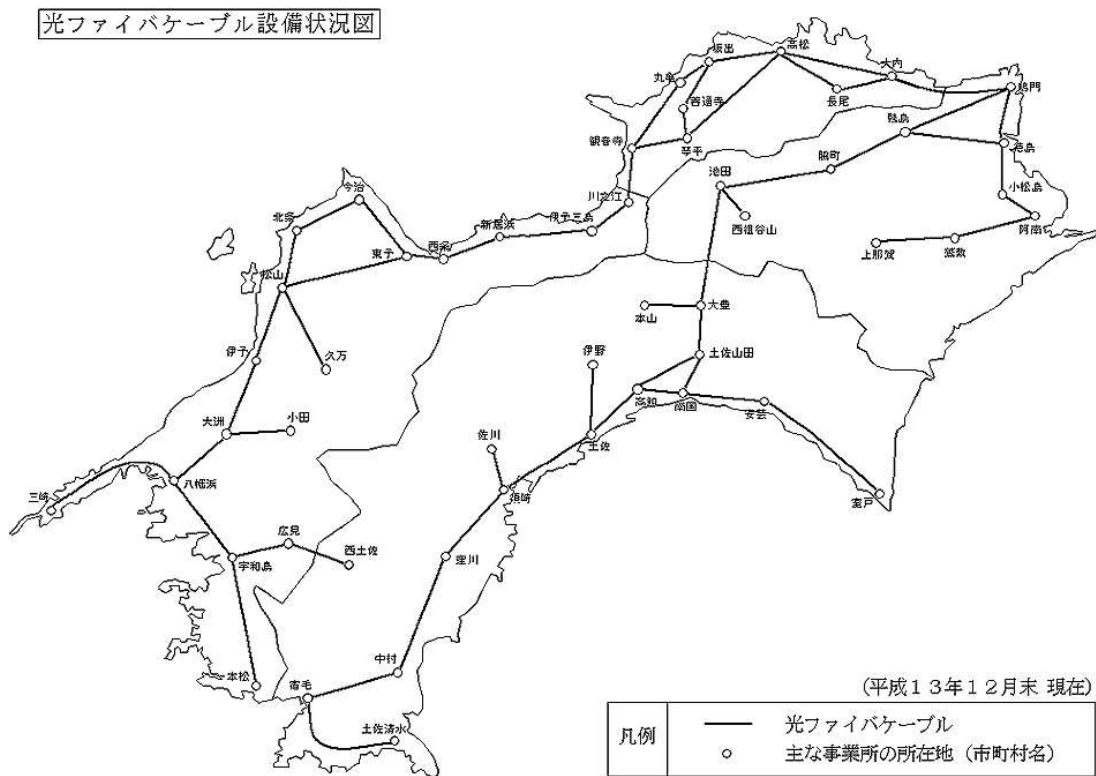 光ファイバケーブル設備状況図
高松
坂出
大内
丸亀
長尾
善通寺
鳴門
観音寺
琴平
徳島
脇町
池田
川之江
小松島
今治
西祖谷山
阿南
北条
新居浜
伊予三島
上那賀
鷲敷
東予
西条
松山
本山
大豊
伊予
久万
伊野
土佐山田
高知
南国
安芸
大洲
小田
佐川
土佐
八幡浜
三崎
須崎
室戸
広見
西土佐
宇和島
窪川
中村
一本松
宿毛
土佐清水
(平成13年12月末 現在)
凡例
光ファイバケーブル
主な事業所の所在地（市町村名）